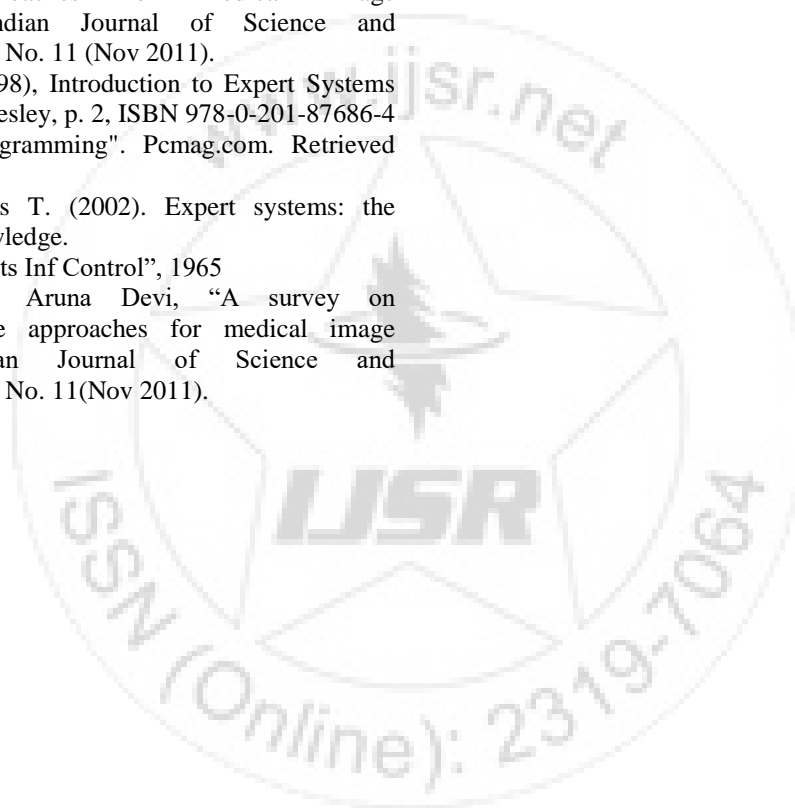 ndian Journal of Science and
No. 11 (Nov 2011).
98), Introduction to Expert Systems
esley, p. 2, ISBN 978-0-201-87686-4
gramming". Pcmag.com. Retrieved
s T. (2002). Expert systems: the
vledge.
ts Inf Control”, 1965
Aruna Devi, “A survey on
e approaches for medical image
an Journal of Science and
No. 11(Nov 2011).
www.ijsr.net
IJSR
ISSN (Online): 2319-7064